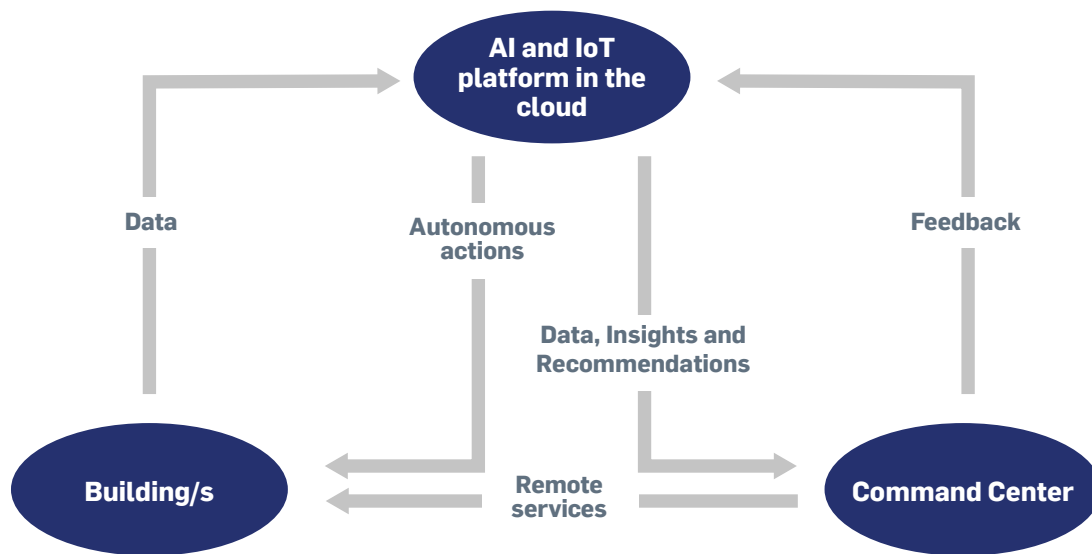 AI and IoT
platform in the
cloud
Data
Autonomous
actions
Feedback
Data, Insights and
Recommendations
Building/s
Remote
services
Command Center